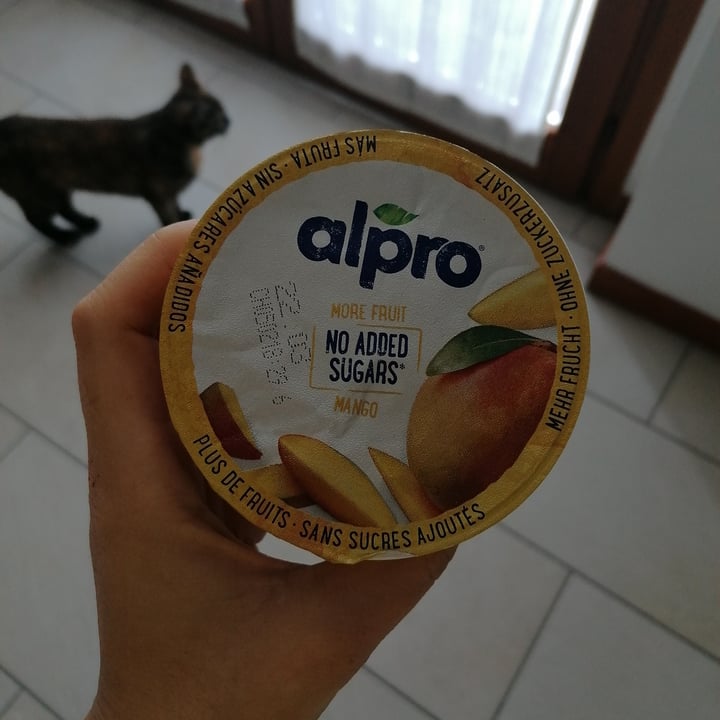 alpro
MORE FRUIT
NO ADDED
SUGARS*
MANGO
MÁS FRUTA · SIN AZÚCARES AÑADIDOS
MEHR FRUCHT · OHNE ZUCKERZUSATZ
PLUS DE FRUITS · SANS SUCRES AJOUTÉS
22.09